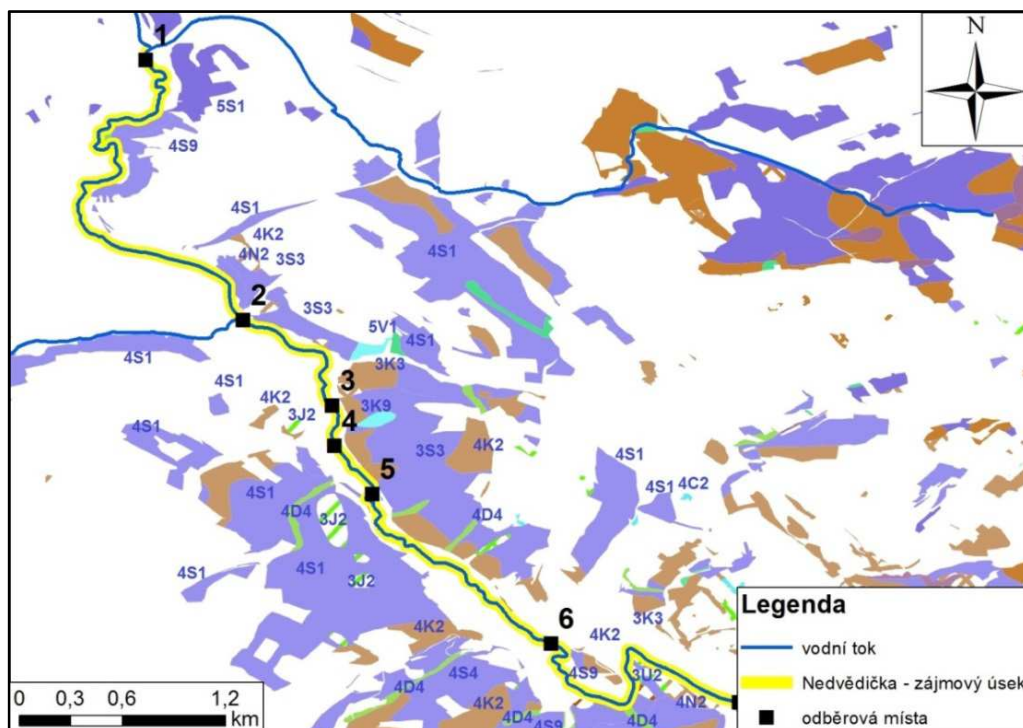 N
1
5S1
4S9
4S1
4K2
4N2
3S3
4S1
2
3S3
5V1
4S1
4S1
3K3
3
4S1
4K2
3K9
3J2
4
4S1
3S3
4K2
5
4S1
4S1
4S1
4C2
4D4
3J2
4D4
4S1
4S1
3J2
6
3K3
4K2
4K2
4S4
4S9
3U2
4D4
4K2
4D4
4S9
4D4
4N2
Legenda
vodní tok
Nedvědička - zájmový úsek
odběrová místa
0 0,3 0,6 1,2
km